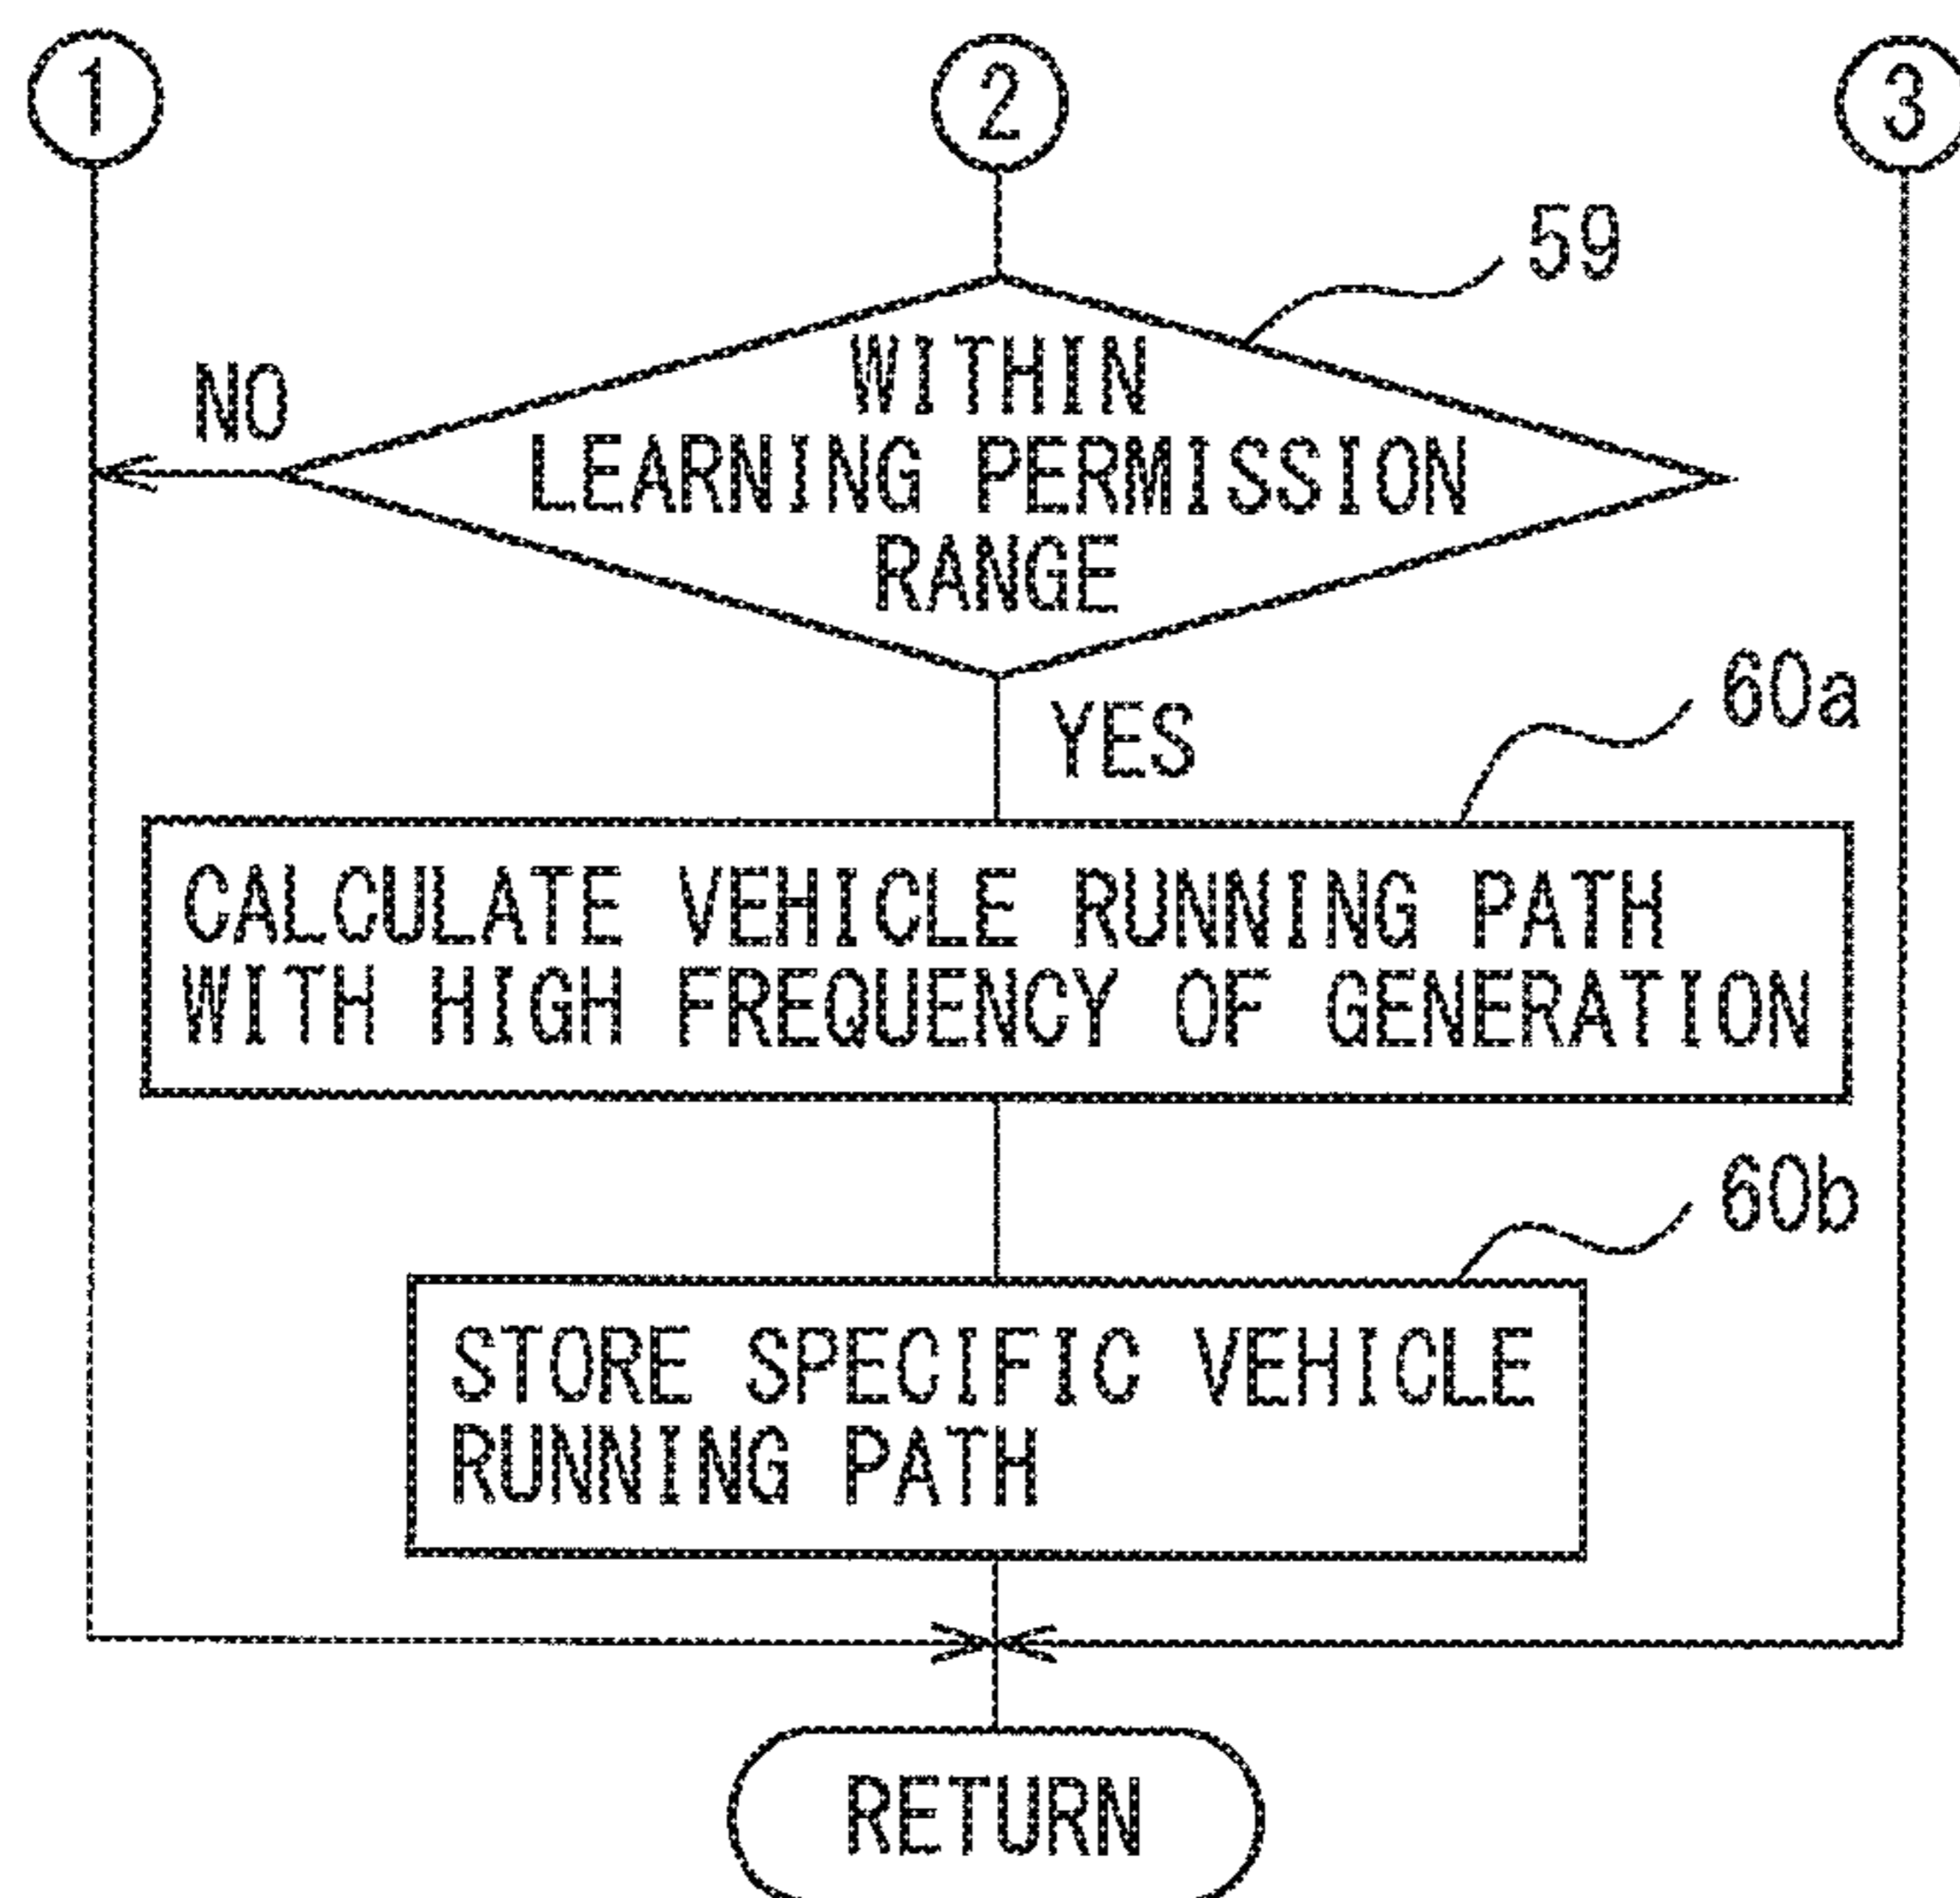 1
2
3
59
WITHIN
LEARNING PERMISSION
RANGE
NO
YES
60a
CALCULATE VEHICLE RUNNING PATH
WITH HIGH FREQUENCY OF GENERATION
60b
STORE SPECIFIC VEHICLE
RUNNING PATH
RETURN